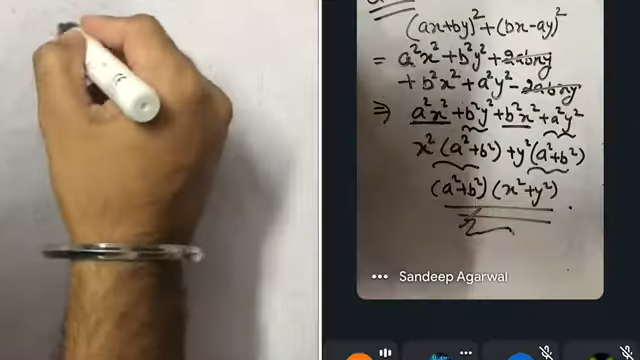 (ax+by)²+(bx-ay)²
= a²x²+b²y²+2abxy
+b²x²+a²y²-2abxy
⇒ a²x²+b²y²+b²x²+a²y²
x²(a²+b²)+y²(a²+b²)
(a²+b²)(x²+y²)
Sandeep Agarwal